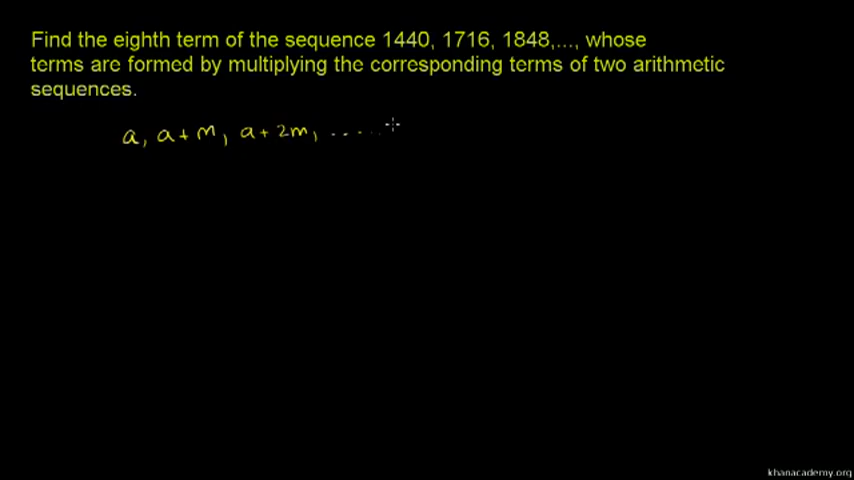 Find the eighth term of the sequence 1440, 1716, 1848,..., whose
terms are formed by multiplying the corresponding terms of two arithmetic
sequences.
a, a + m, a + 2m, ......
khanacademy.org